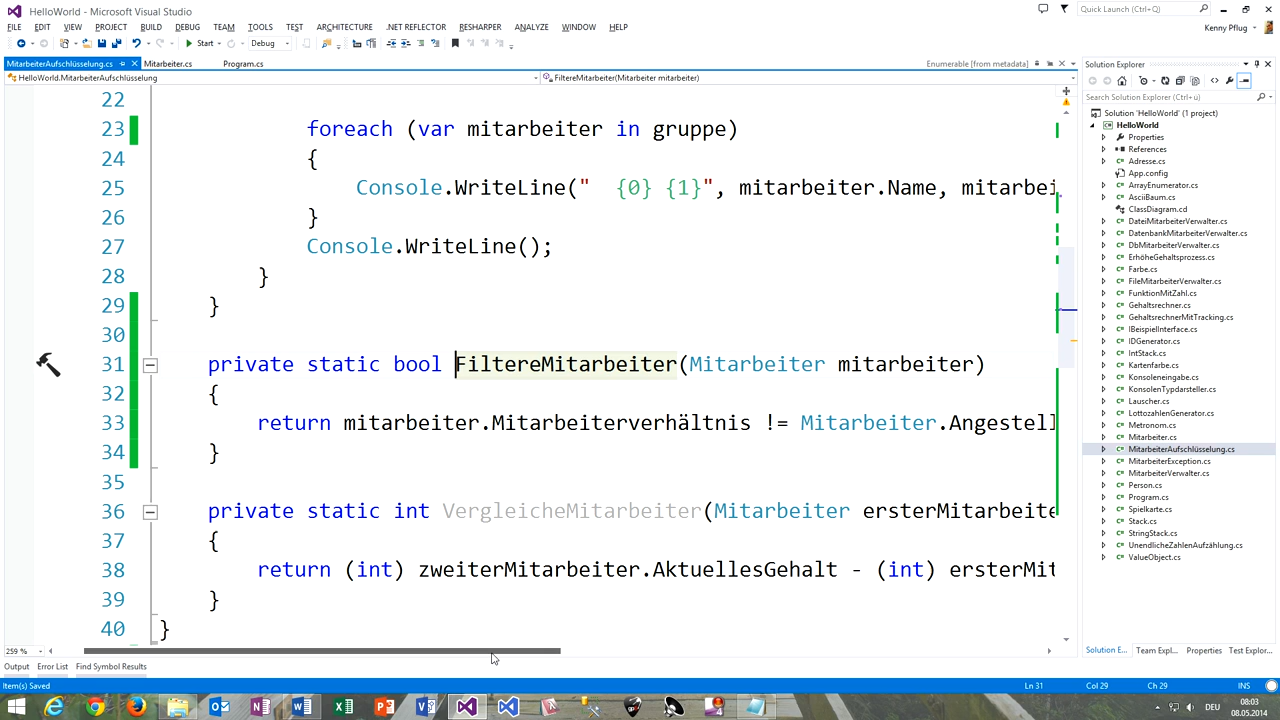 HelloWorld - Microsoft Visual Studio
Quick Launch (Ctrl+Q)
FILE EDIT VIEW PROJECT BUILD DEBUG TEAM TOOLS TEST ARCHITECTURE .NET REFLECTOR RESHARPER ANALYZE WINDOW HELP
Kenny Pflug
Start Debug
MitarbeiterAufschlüsselung.cs Mitarbeiter.cs Program.cs Enumerable [from metadata]
HelloWorld.MitarbeiterAufschlüsselung FiltereMitarbeiter(Mitarbeiter mitarbeiter)
22
23 foreach (var mitarbeiter in gruppe)
24 {
25 Console.WriteLine("  {0} {1}", mitarbeiter.Name, mitarbei
26 }
27 Console.WriteLine();
28 }
29 }
30
31 private static bool FiltereMitarbeiter(Mitarbeiter mitarbeiter)
32 {
33 return mitarbeiter.Mitarbeiterverhältnis != Mitarbeiter.Angestell
34 }
35
36 private static int VergleicheMitarbeiter(Mitarbeiter ersterMitarbeite
37 {
38 return (int) zweiterMitarbeiter.AktuellesGehalt - (int) ersterMit
39 }
40 }
259 %
Solution Explorer
Search Solution Explorer (Ctrl+ü)
Solution 'HelloWorld' (1 project)
HelloWorld
Properties
References
Adresse.cs
App.config
ArrayEnumerator.cs
AsciiBaum.cs
ClassDiagram.cd
DateiMitarbeiterVerwalter.cs
DatenbankMitarbeiterVerwalter.cs
DbMitarbeiterVerwalter.cs
ErhöheGehaltsprozess.cs
Farbe.cs
FileMitarbeiterVerwalter.cs
FunktionMitZahl.cs
Gehaltsrechner.cs
GehaltsrechnerMitTracking.cs
IBeispielInterface.cs
IDGenerator.cs
IntStack.cs
Kartenfarbe.cs
Konsoleneingabe.cs
KonsolenTypdarsteller.cs
Lauscher.cs
LottozahlenGenerator.cs
Metronom.cs
Mitarbeiter.cs
MitarbeiterAufschlüsselung.cs
MitarbeiterException.cs
MitarbeiterVerwalter.cs
Person.cs
Program.cs
Spielkarte.cs
Stack.cs
StringStack.cs
UnendlicheZahlenAufzählung.cs
ValueObject.cs
Solution E... Team Expl... Properties Test Explor...
Output Error List Find Symbol Results
Item(s) Saved Ln 31 Col 29 Ch 29 INS
DEU
08:03
08.05.2014